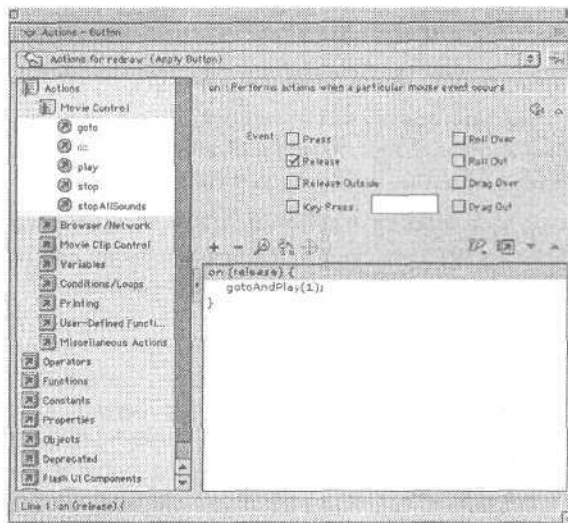 Actions - Button
Actions for redraw (Apply Button)
Actions
Movie Control
goto
on
play
stop
stopAllSounds
Browser/Network
Movie Clip Control
Variables
Conditions/Loops
Printing
User-Defined Functi...
Miscellaneous Actions
Operators
Functions
Constants
Properties
Objects
Deprecated
Flash UI Components
on : Performs actions when a particular mouse event occurs
Event:
Press
Roll Over
Release
Roll Out
Release Outside
Drag Over
Key Press:
Drag Out
on (release) {
gotoAndPlay(1);
}
Line 1: on (release) {